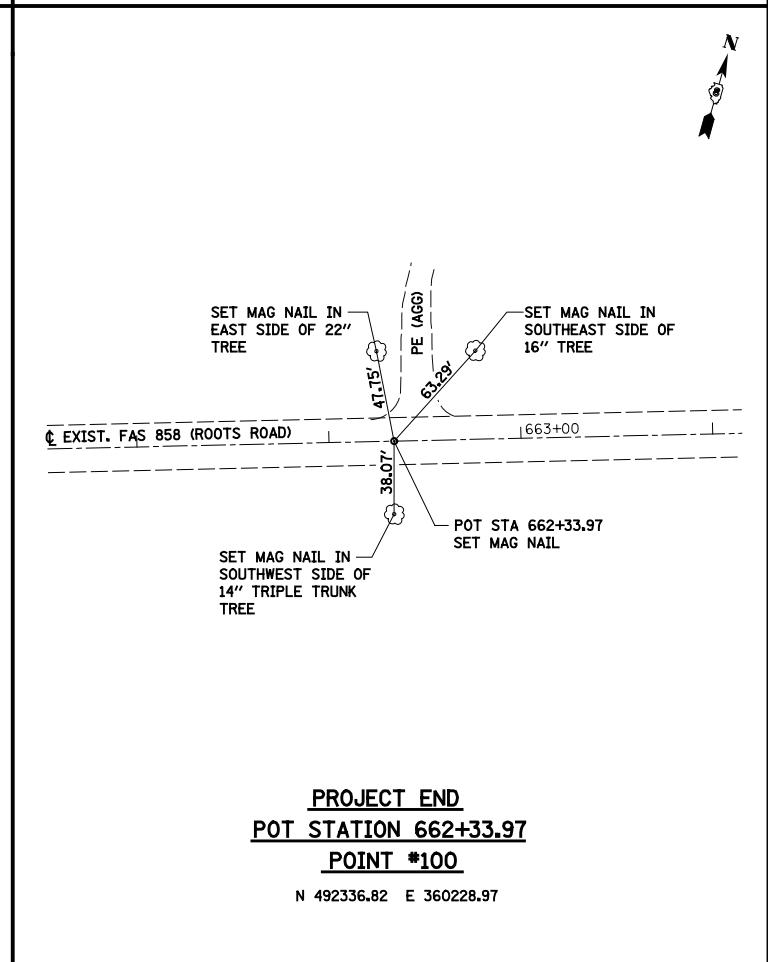 N
SET MAG NAIL IN
EAST SIDE OF 22"
TREE
PE (AGG)
SET MAG NAIL IN
SOUTHEAST SIDE OF
16" TREE
47.75'
63.29'
℄ EXIST. FAS 858 (ROOTS ROAD)
663+00
38.07'
POT STA 662+33.97
SET MAG NAIL
SET MAG NAIL IN
SOUTHWEST SIDE OF
14" TRIPLE TRUNK
TREE
PROJECT END
POT STATION 662+33.97
POINT #100
N 492336.82 E 360228.97